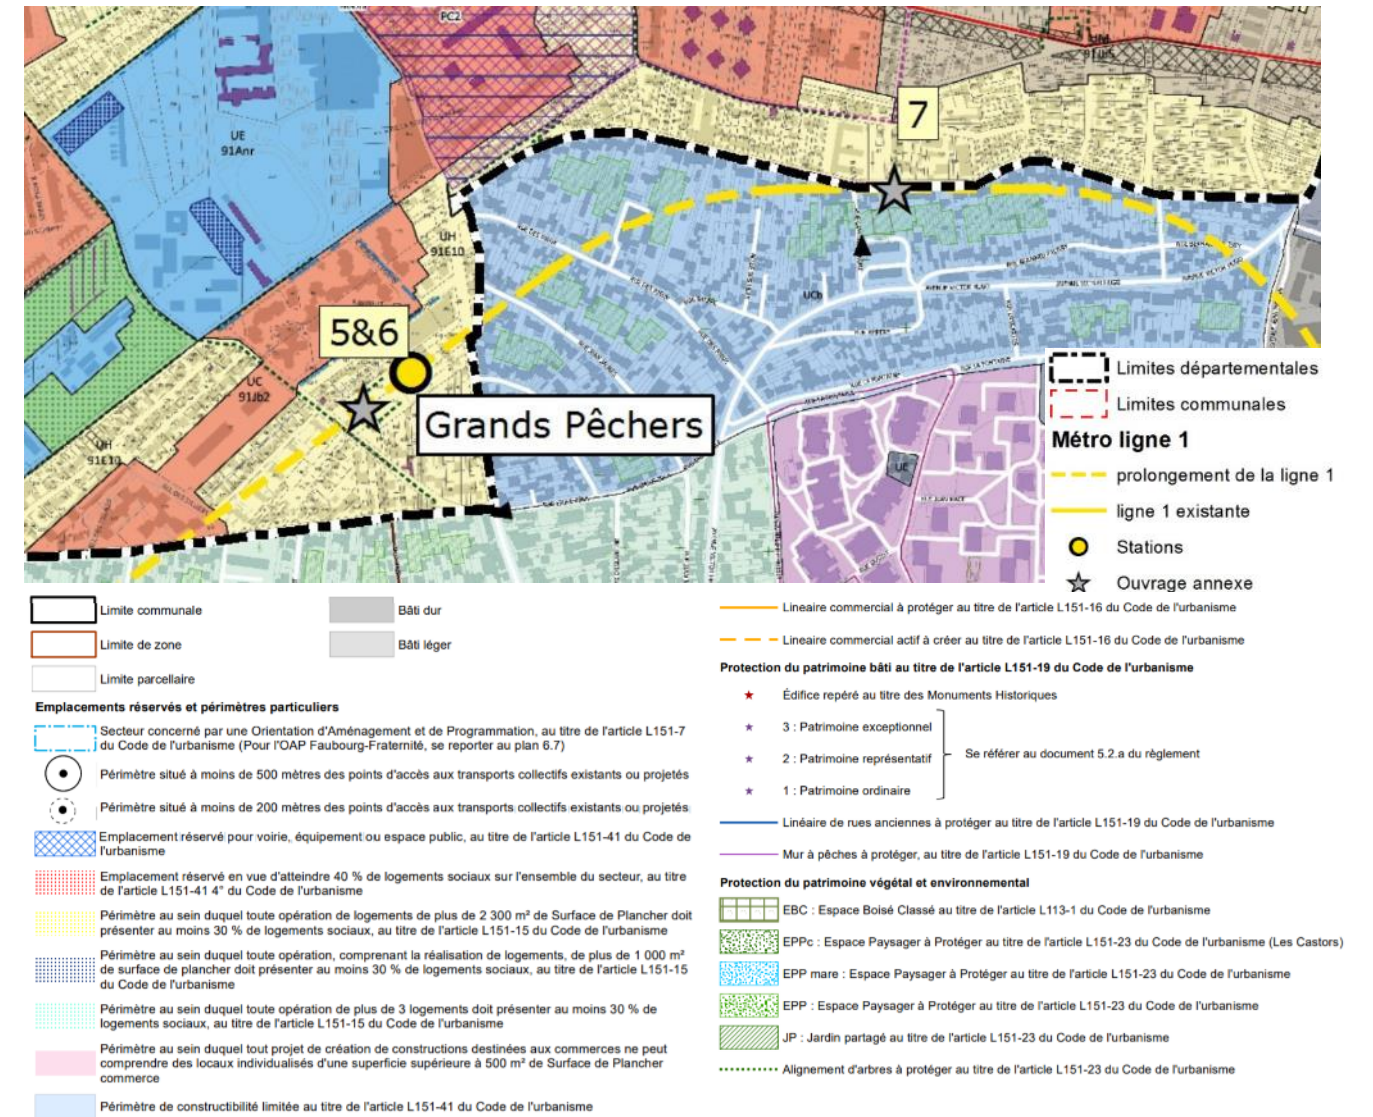 PC2
UM
7
UE
91Anr
UH
91E10
5&6
UCb
RUE BERNARD PALISSY
AVENUE VICTOR HUGO
UC
91Jb2
Grands Pêchers
UH
91E10
UE
Limites départementales
Limites communales
Métro ligne 1
prolongement de la ligne 1
ligne 1 existante
Stations
Ouvrage annexe
Limite communale
Limite de zone
Limite parcellaire
Bâti dur
Bâti léger
Emplacements réservés et périmètres particuliers
Secteur concerné par une Orientation d'Aménagement et de Programmation, au titre de l'article L151-7
du Code de l'urbanisme (Pour l'OAP Faubourg-Fraternité, se reporter au plan 6.7)
Périmètre situé à moins de 500 mètres des points d'accès aux transports collectifs existants ou projetés
Périmètre situé à moins de 200 mètres des points d'accès aux transports collectifs existants ou projetés
Emplacement réservé pour voirie, équipement ou espace public, au titre de l'article L151-41 du Code de
l'urbanisme
Emplacement réservé en vue d'atteindre 40 % de logements sociaux sur l'ensemble du secteur, au titre
de l'article L151-41 4° du Code de l'urbanisme
Périmètre au sein duquel toute opération de logements de plus de 2 300 m² de Surface de Plancher doit
présenter au moins 30 % de logements sociaux, au titre de l'article L151-15 du Code de l'urbanisme
Périmètre au sein duquel toute opération, comprenant la réalisation de logements, de plus de 1 000 m²
de surface de plancher doit présenter au moins 30 % de logements sociaux, au titre de l'article L151-15
du Code de l'urbanisme
Périmètre au sein duquel toute opération de plus de 3 logements doit présenter au moins 30 % de
logements sociaux, au titre de l'article L151-15 du Code de l'urbanisme
Périmètre au sein duquel tout projet de création de constructions destinées aux commerces ne peut
comprendre des locaux individualisés d'une superficie supérieure à 500 m² de Surface de Plancher
commerce
Périmètre de constructibilité limitée au titre de l'article L151-41 du Code de l'urbanisme
Lineaire commercial à protéger au titre de l'article L151-16 du Code de l'urbanisme
Lineaire commercial actif à créer au titre de l'article L151-16 du Code de l'urbanisme
Protection du patrimoine bâti au titre de l'article L151-19 du Code de l'urbanisme
Édifice repéré au titre des Monuments Historiques
3 : Patrimoine exceptionnel
2 : Patrimoine représentatif
1 : Patrimoine ordinaire
Se référer au document 5.2.a du règlement
Linéaire de rues anciennes à protéger au titre de l'article L151-19 du Code de l'urbanisme
Mur à pêches à protéger, au titre de l'article L151-19 du Code de l'urbanisme
Protection du patrimoine végétal et environnemental
EBC : Espace Boisé Classé au titre de l'article L113-1 du Code de l'urbanisme
EPPc : Espace Paysager à Protéger au titre de l'article L151-23 du Code de l'urbanisme (Les Castors)
EPP mare : Espace Paysager à Protéger au titre de l'article L151-23 du Code de l'urbanisme
EPP : Espace Paysager à Protéger au titre de l'article L151-23 du Code de l'urbanisme
JP : Jardin partagé au titre de l'article L151-23 du Code de l'urbanisme
Alignement d'arbres à protéger au titre de l'article L151-23 du Code de l'urbanisme